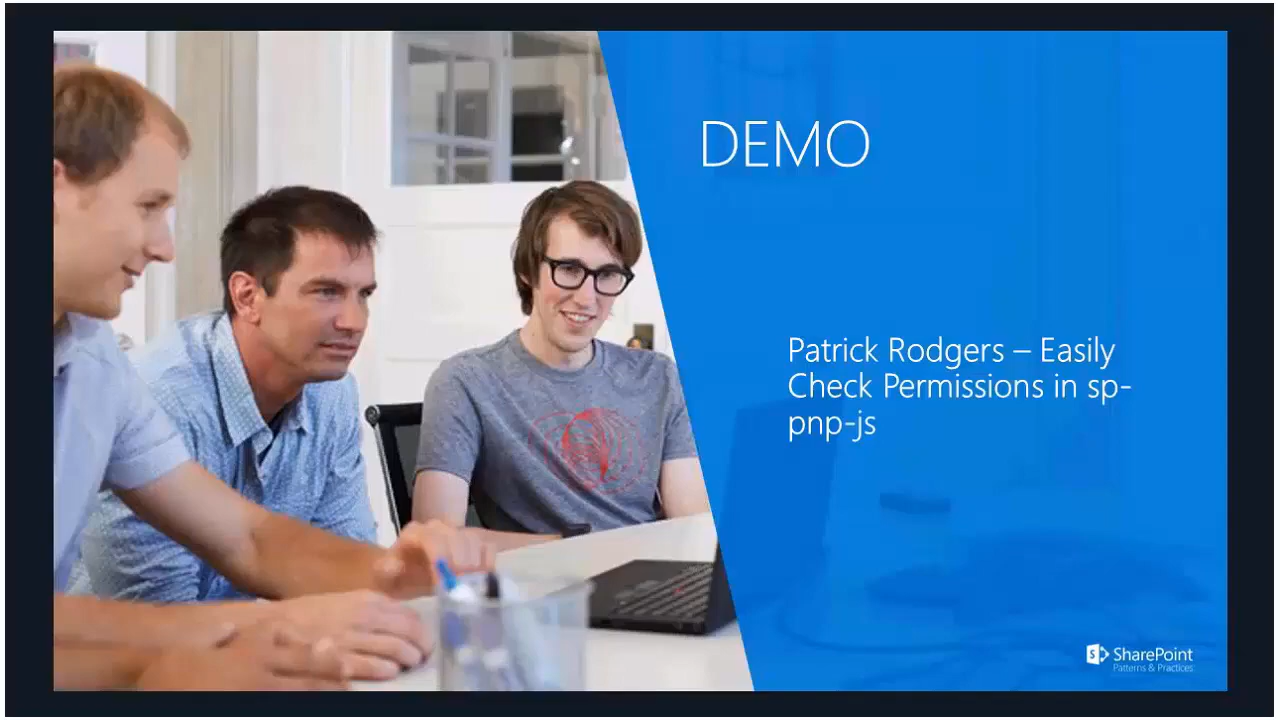 DEMO
Patrick Rodgers – Easily
Check Permissions in sp-
pnp-js
S SharePoint
Patterns & Practices